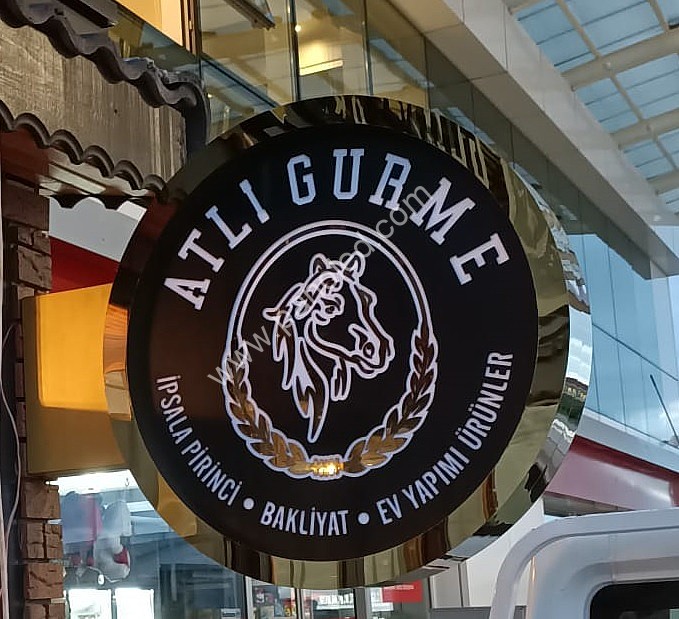 ATLI GURME
İPSALA PİRİNCİ • BAKLİYAT • EV YAPIMI ÜRÜNLER